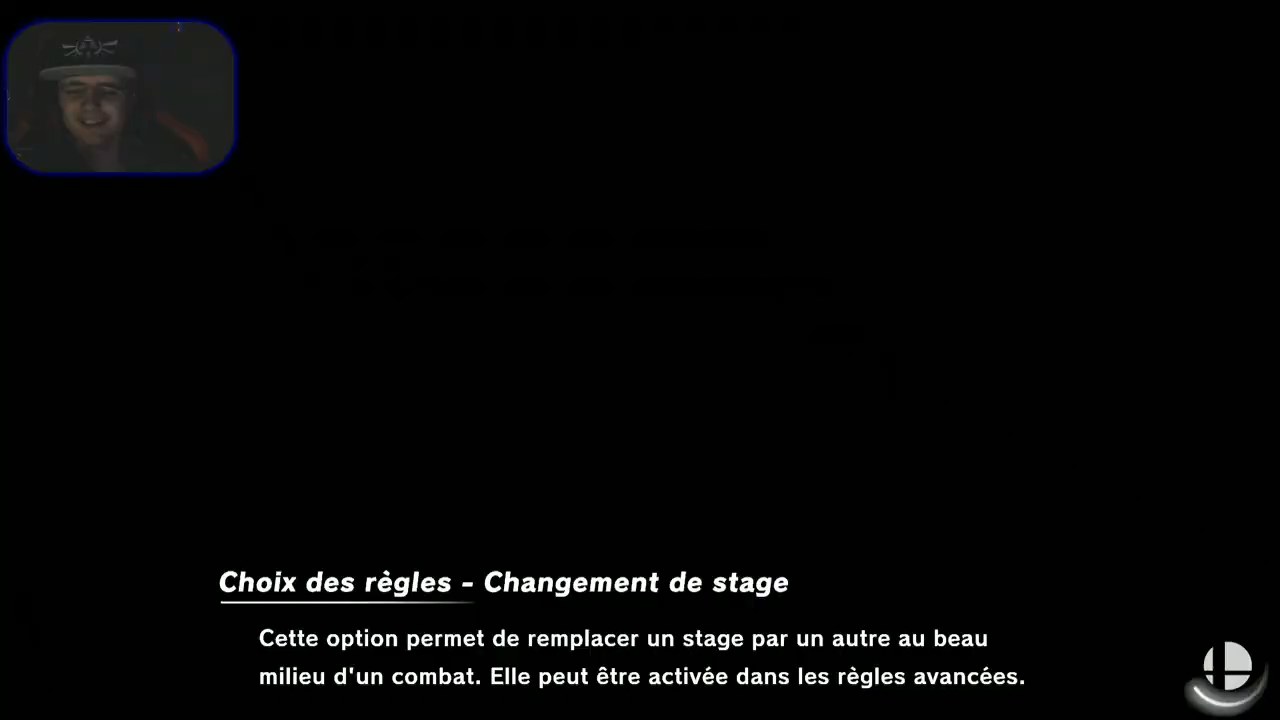 Choix des règles - Changement de stage
Cette option permet de remplacer un stage par un autre au beau
milieu d'un combat. Elle peut être activée dans les règles avancées.